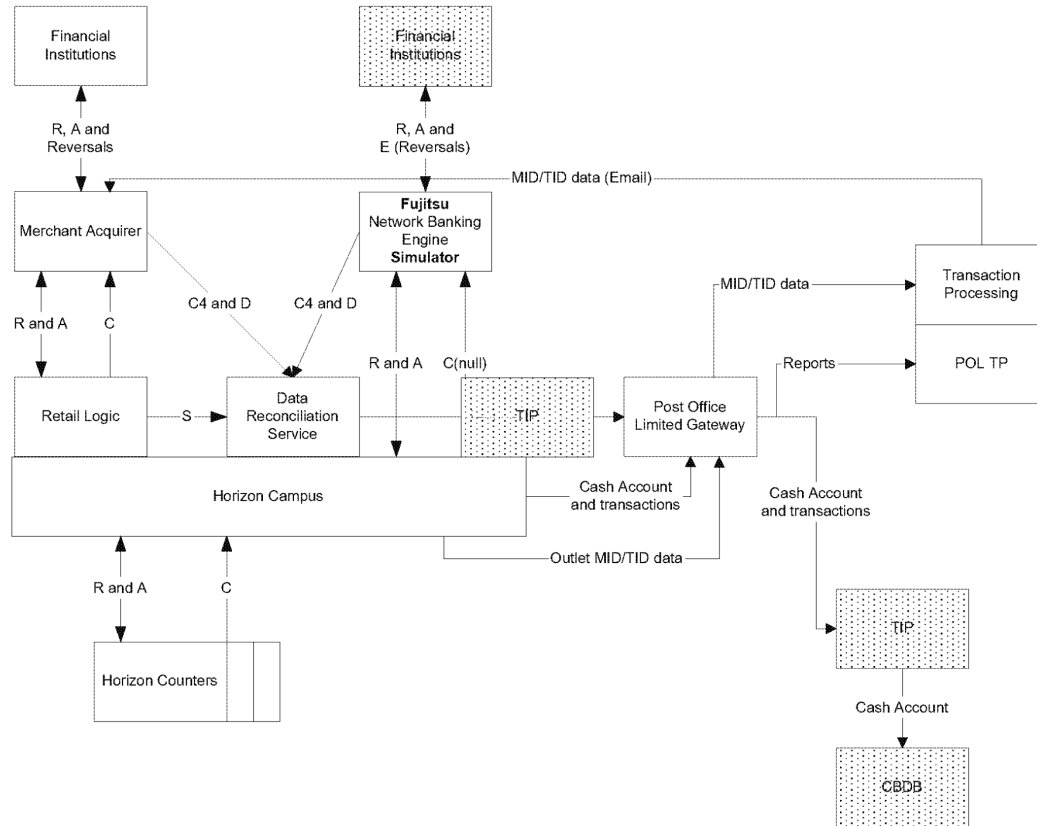 Financial
Institutions
Financial
Institutions
R, A and
Reversals
R, A and
E (Reversals)
MID/TID data (Email)
Merchant Acquirer
Fujitsu
Network Banking
Engine
Simulator
Transaction
Processing
MID/TID data
C4 and D
C4 and D
R and A
C
R and A
C(null)
Reports
POL TP
Retail Logic
S
Data
Reconciliation
Service
TIP
Post Office
Limited Gateway
Horizon Campus
Cash Account
and transactions
Cash Account
and transactions
Outlet MID/TID data
R and A
C
TIP
Horizon Counters
Cash Account
CBDB